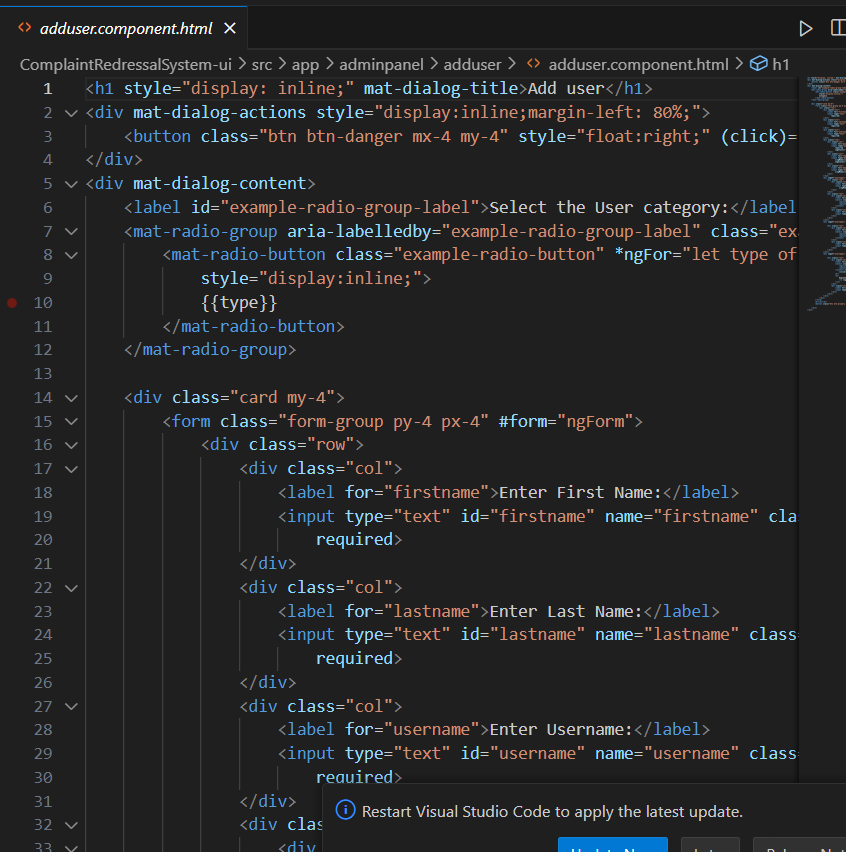 adduser.component.html
ComplaintRedressalSystem-ui > src > app > adminpanel > adduser > adduser.component.html > h1
1 <h1 style="display: inline;" mat-dialog-title>Add user</h1>
2 <div mat-dialog-actions style="display:inline;margin-left: 80%;">
3 <button class="btn btn-danger mx-4 my-4" style="float:right;" (click)=
4 </div>
5 <div mat-dialog-content>
6 <label id="example-radio-group-label">Select the User category:</label
7 <mat-radio-group aria-labelledby="example-radio-group-label" class="ex
8 <mat-radio-button class="example-radio-button" *ngFor="let type of
9 style="display:inline;">
10 {{type}}
11 </mat-radio-button>
12 </mat-radio-group>
13
14 <div class="card my-4">
15 <form class="form-group py-4 px-4" #form="ngForm">
16 <div class="row">
17 <div class="col">
18 <label for="firstname">Enter First Name:</label>
19 <input type="text" id="firstname" name="firstname" cla
20 required>
21 </div>
22 <div class="col">
23 <label for="lastname">Enter Last Name:</label>
24 <input type="text" id="lastname" name="lastname" class
25 required>
26 </div>
27 <div class="col">
28 <label for="username">Enter Username:</label>
29 <input type="text" id="username" name="username" class
30 required>
31 </div>
32 <div clas
33 <div
Restart Visual Studio Code to apply the latest update.